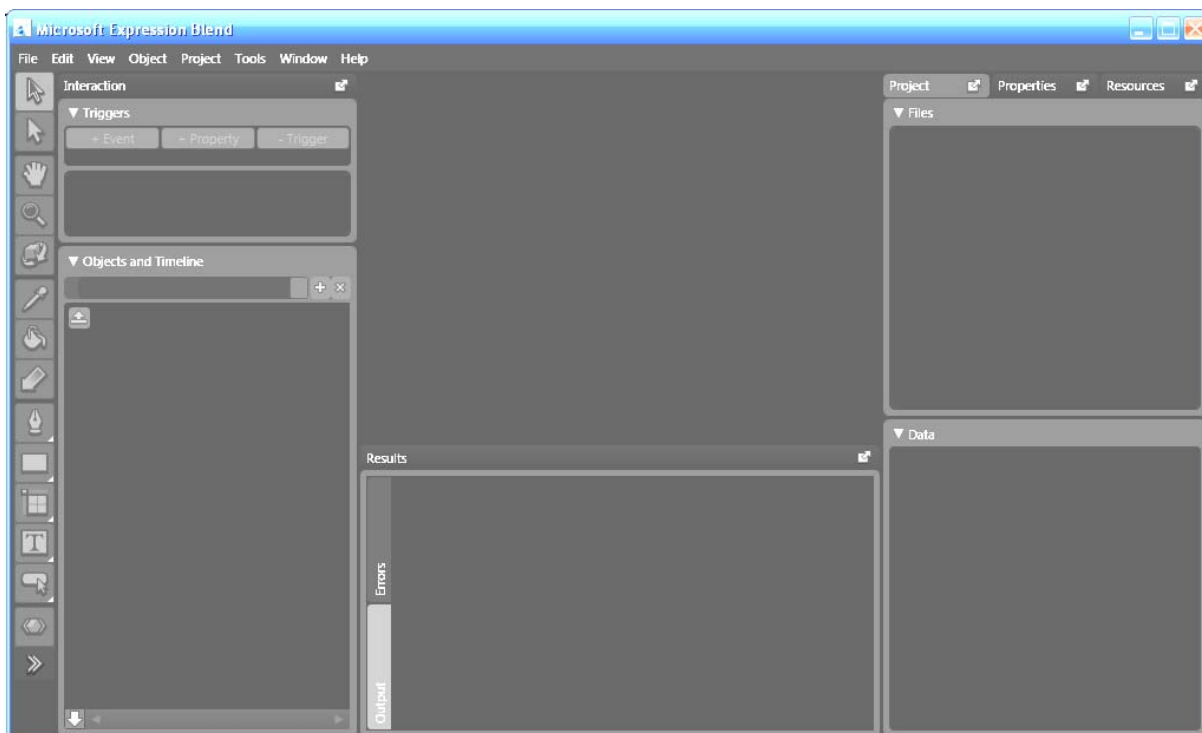 Microsoft Expression Blend
File Edit View Object Project Tools Window Help
Interaction
Triggers
+ Event - Property - Trigger
Objects and Timeline
Results
Errors
Output
Project Properties Resources
Files
Data